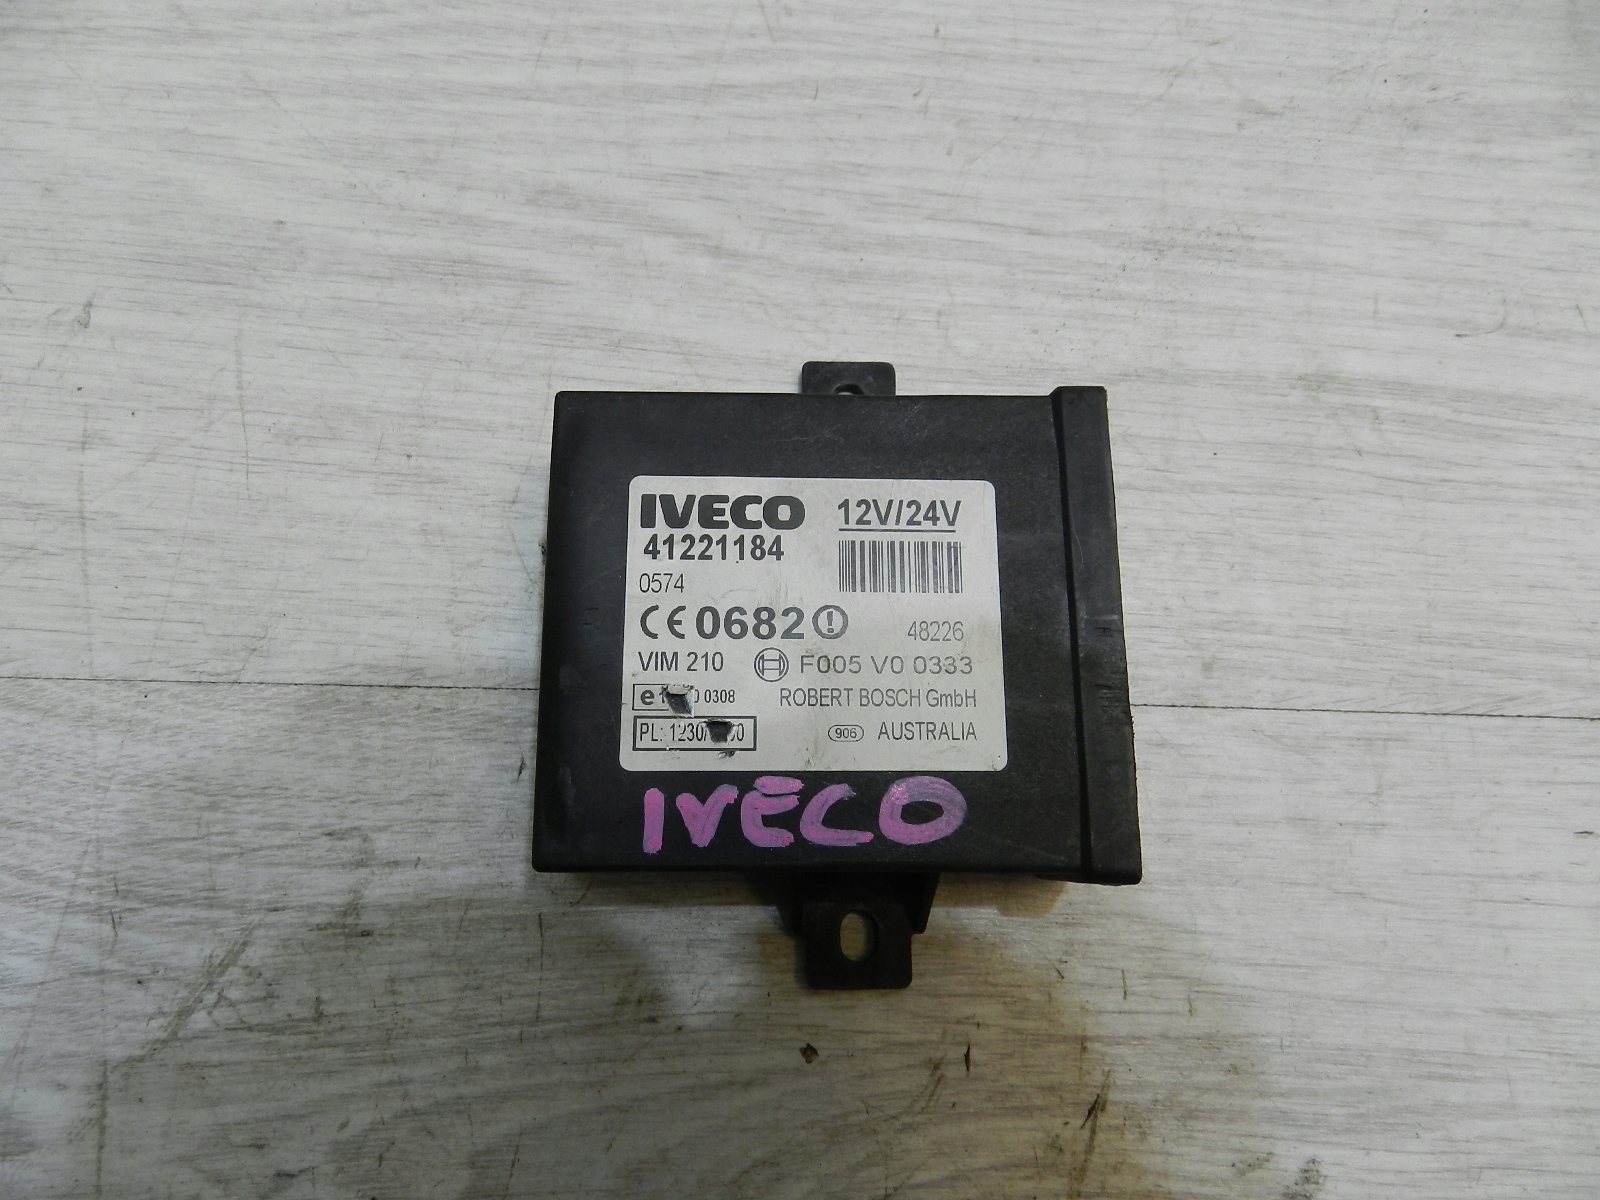 IVECO 12V/24V
41221184
0574
CE 0682
48226
VIM 210 F005 V0 0333
0308 ROBERT BOSCH GmbH
PL: 906 AUSTRALIA
IVECO